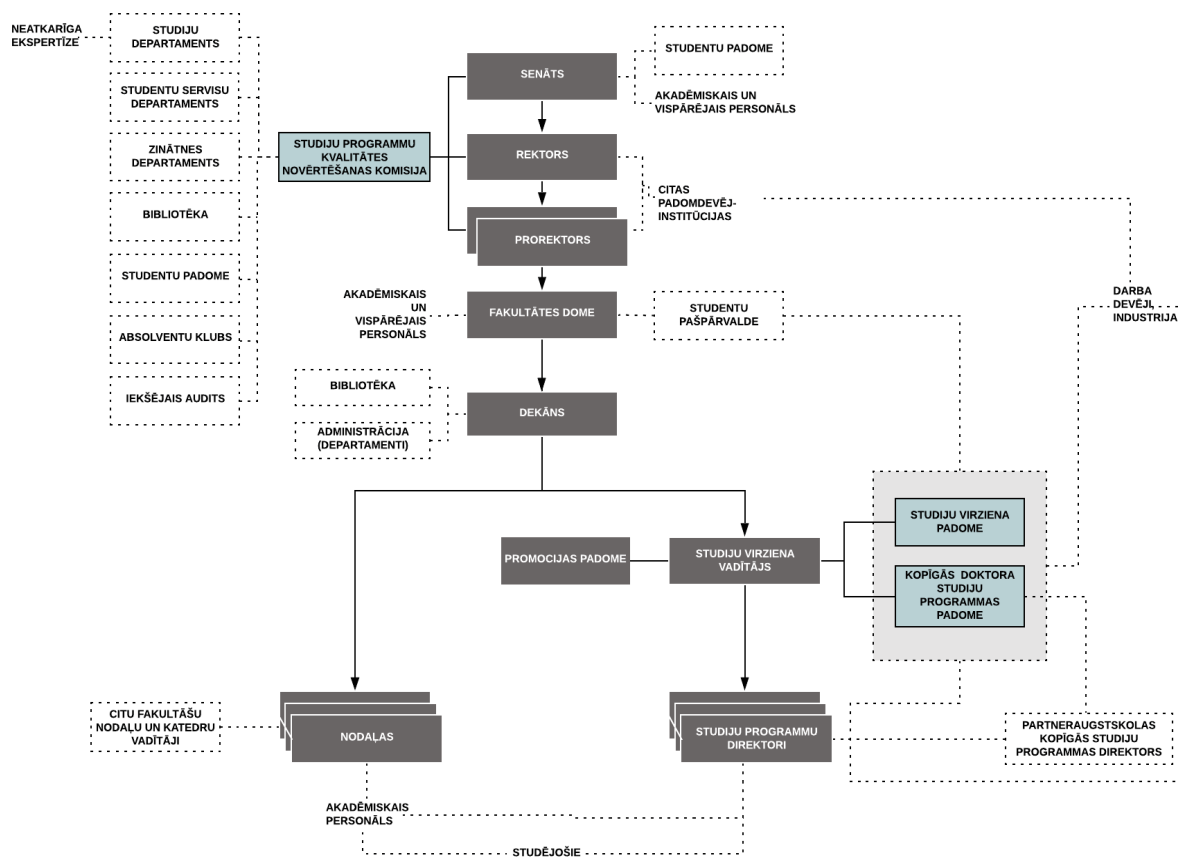 NEATKARĪGA
EKSPERTĪZE
STUDIJU
DEPARTAMENTS
STUDENTU SERVISU
DEPARTAMENTS
ZINĀTNES
DEPARTAMENTS
BIBLIOTĒKA
STUDENTU PADOME
ABSOLVENTU KLUBS
IEKŠĒJAIS AUDITS
STUDIJU PROGRAMMU
KVALITĀTES
NOVĒRTĒŠANAS KOMISIJA
SENĀTS
STUDENTU PADOME
AKADĒMISKAIS UN
VISPĀRĒJAIS PERSONĀLS
REKTORS
CITAS
PADOMDEVĒJ-
INSTITŪCIJAS
PROREKTORS
DARBA
DEVĒJI,
INDUSTRIJA
AKADĒMISKAIS
UN
VISPĀRĒJAIS
PERSONĀLS
FAKULTĀTES DOME
STUDENTU
PAŠPĀRVALDE
BIBLIOTĒKA
ADMINISTRĀCIJA
(DEPARTAMENTI)
DEKĀNS
PROMOCIJAS PADOME
STUDIJU VIRZIENA
VADĪTĀJS
STUDIJU VIRZIENA
PADOME
KOPĪGĀS DOKTORA
STUDIJU
PROGRAMMAS
PADOME
CITU FAKULTĀŠU
NODAĻU UN KATEDRU
VADĪTĀJI
NODAĻAS
STUDIJU PROGRAMMU
DIREKTORI
PARTNERAUGSTSKOLAS
KOPĪGĀS STUDIJU
PROGRAMMAS DIREKTORS
AKADĒMISKAIS
PERSONĀLS
STUDĒJOŠIE